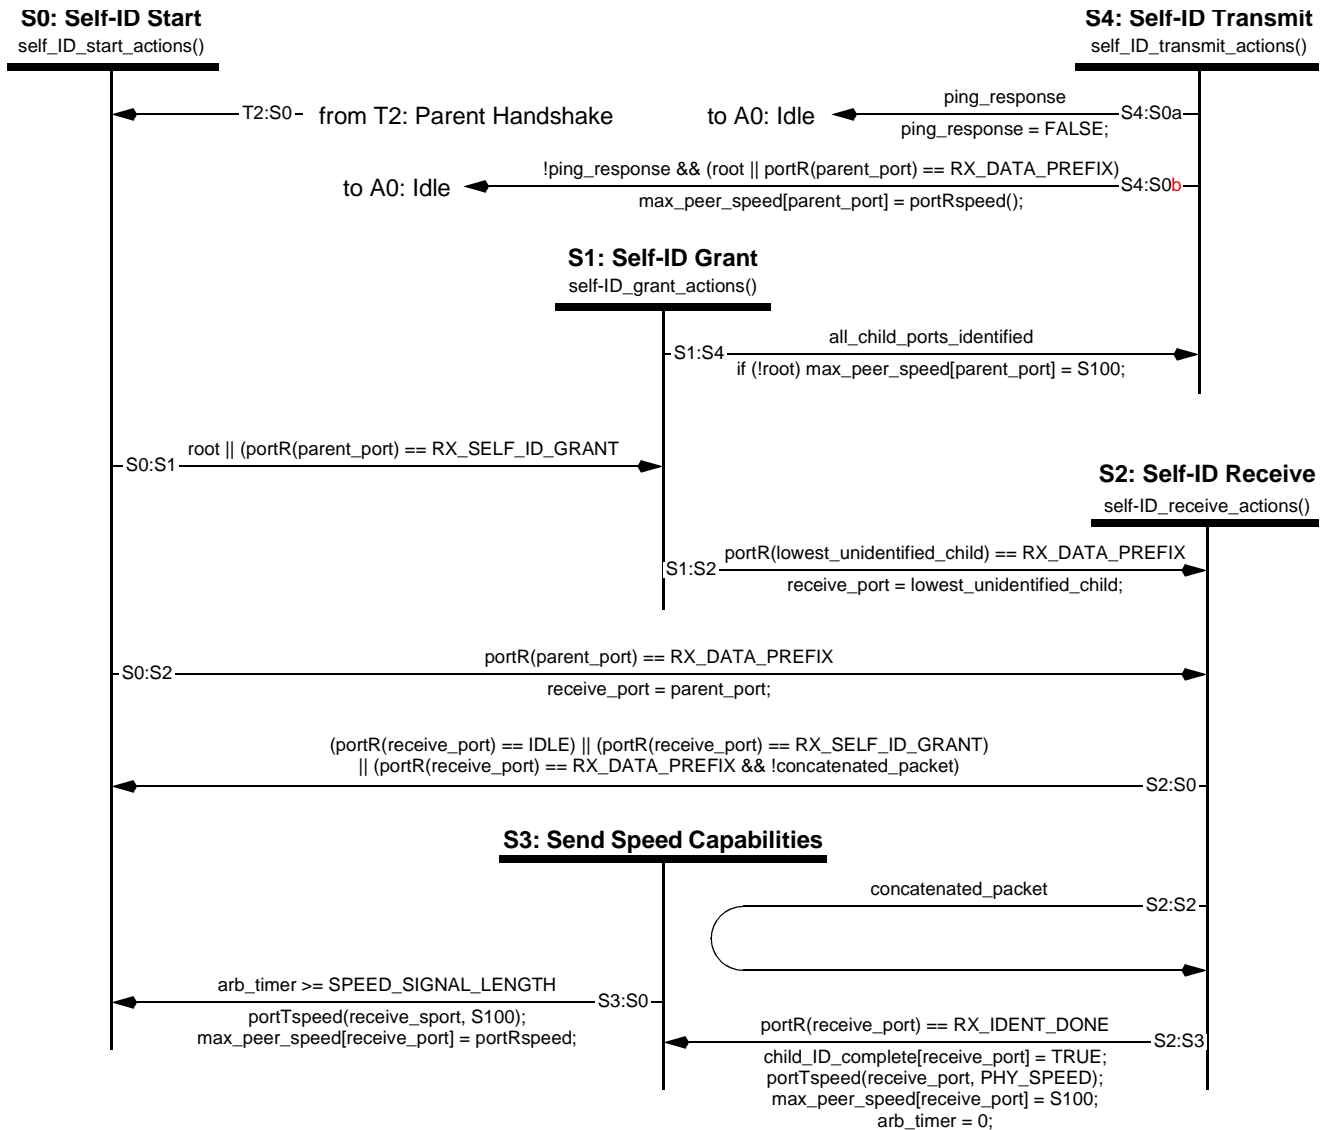 S0: Self-ID Start
self_ID_start_actions()
S4: Self-ID Transmit
self_ID_transmit_actions()
T2:S0
from T2: Parent Handshake
to A0: Idle
ping_response
S4:S0a
ping_response = FALSE;
to A0: Idle
!ping_response && (root || portR(parent_port) == RX_DATA_PREFIX)
S4:S0b
max_peer_speed[parent_port] = portRspeed();
S1: Self-ID Grant
self-ID_grant_actions()
all_child_ports_identified
S1:S4
if (!root) max_peer_speed[parent_port] = S100;
root || (portR(parent_port) == RX_SELF_ID_GRANT
S0:S1
S2: Self-ID Receive
self-ID_receive_actions()
portR(lowest_unidentified_child) == RX_DATA_PREFIX
S1:S2
receive_port = lowest_unidentified_child;
portR(parent_port) == RX_DATA_PREFIX
S0:S2
receive_port = parent_port;
(portR(receive_port) == IDLE) || (portR(receive_port) == RX_SELF_ID_GRANT)
|| (portR(receive_port) == RX_DATA_PREFIX && !concatenated_packet)
S2:S0
S3: Send Speed Capabilities
concatenated_packet
S2:S2
arb_timer >= SPEED_SIGNAL_LENGTH
S3:S0
portTspeed(receive_sport, S100);
max_peer_speed[receive_port] = portRspeed;
portR(receive_port) == RX_IDENT_DONE
S2:S3
child_ID_complete[receive_port] = TRUE;
portTspeed(receive_port, PHY_SPEED);
max_peer_speed[receive_port] = S100;
arb_timer = 0;